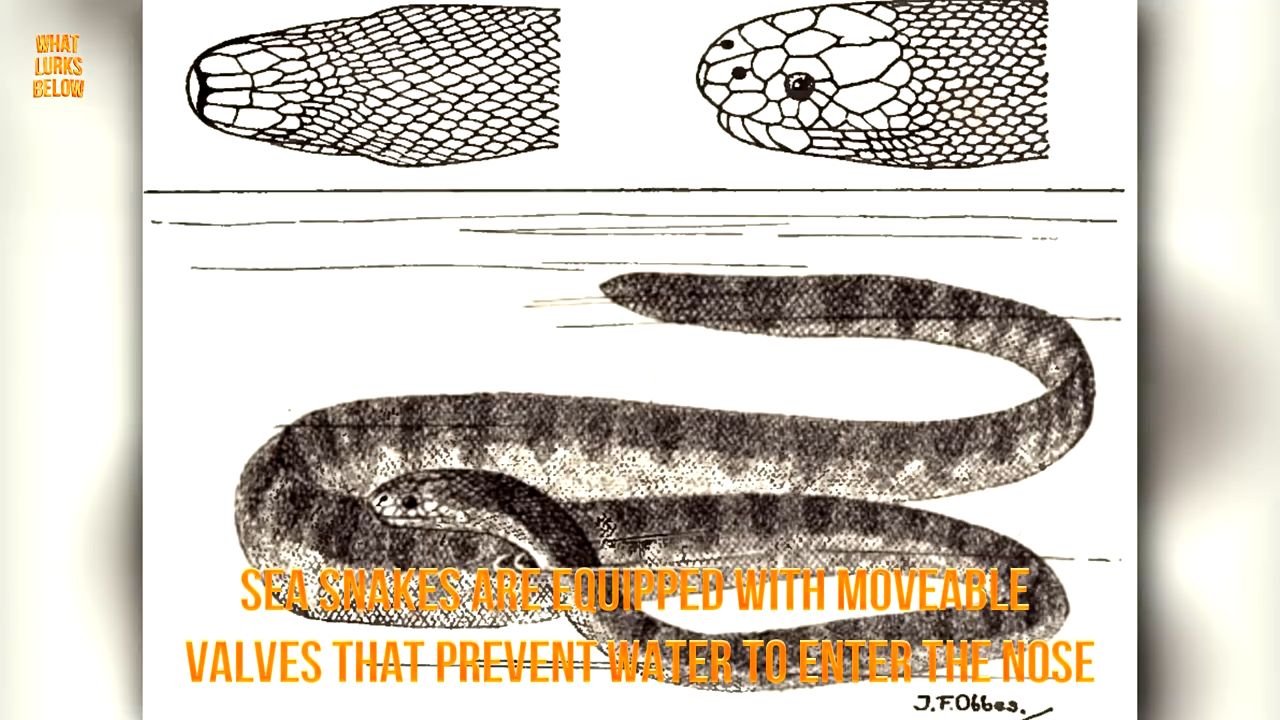 WHAT
LURKS
BELOW
SEA SNAKES ARE EQUIPPED WITH MOVEABLE
VALVES THAT PREVENT WATER TO ENTER THE NOSE
J.F.Obbes.